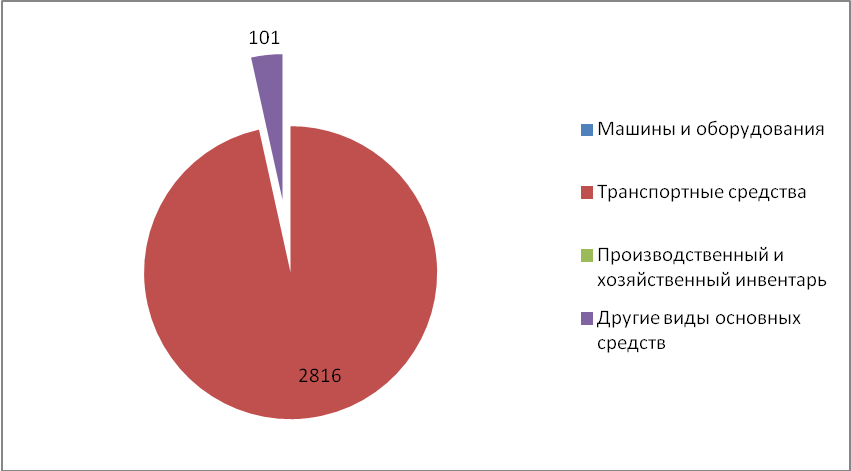 101
2816
Машины и оборудования
Транспортные средства
Производственный и
хозяйственный инвентарь
Другие виды основных
средств